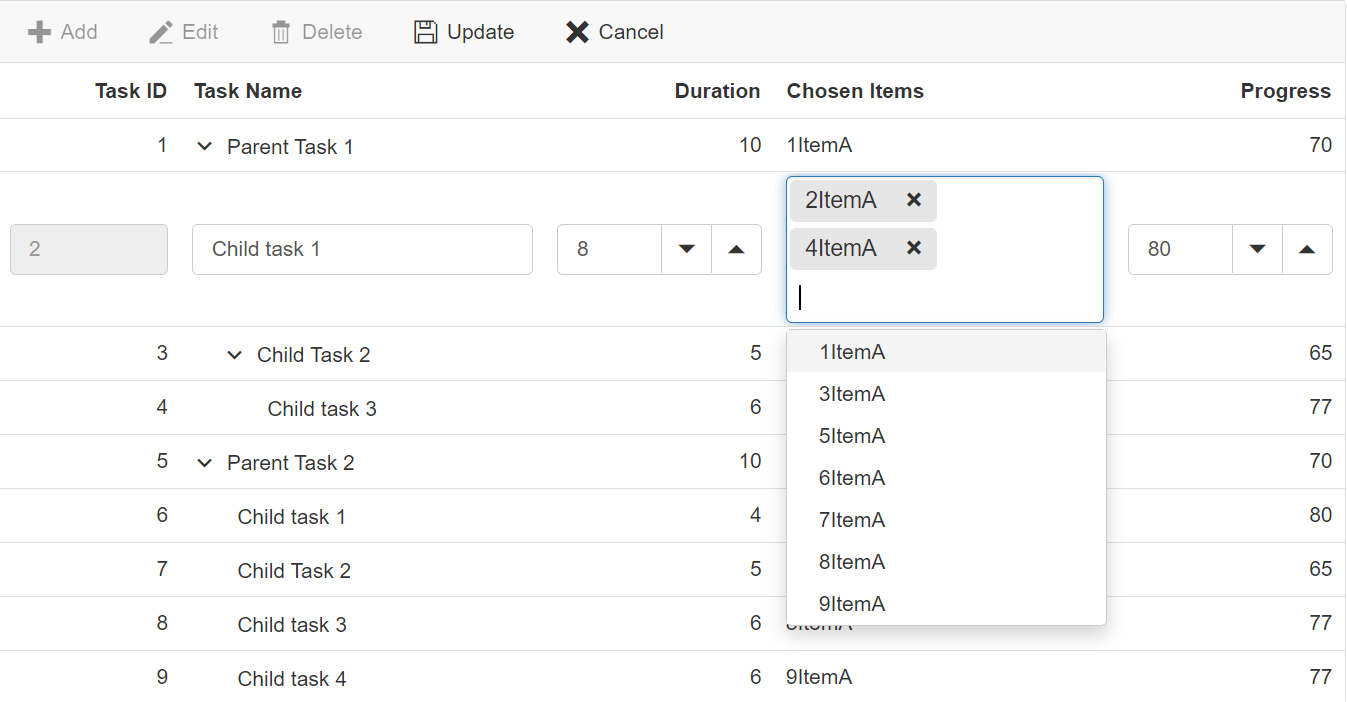 Add Edit Delete Update Cancel
Task ID Task Name Duration Chosen Items Progress
1 Parent Task 1 10 1ItemA 70
2ItemA
2 Child task 1 8 4ItemA 80
3 Child Task 2 5 1ItemA 65
3ItemA
4 Child task 3 6 77
5ItemA
5 Parent Task 2 10 6ItemA 70
6 Child task 1 4 7ItemA 80
7 Child Task 2 5 8ItemA 65
9ItemA
8 Child task 3 6 77
9 Child task 4 6 9ItemA 77